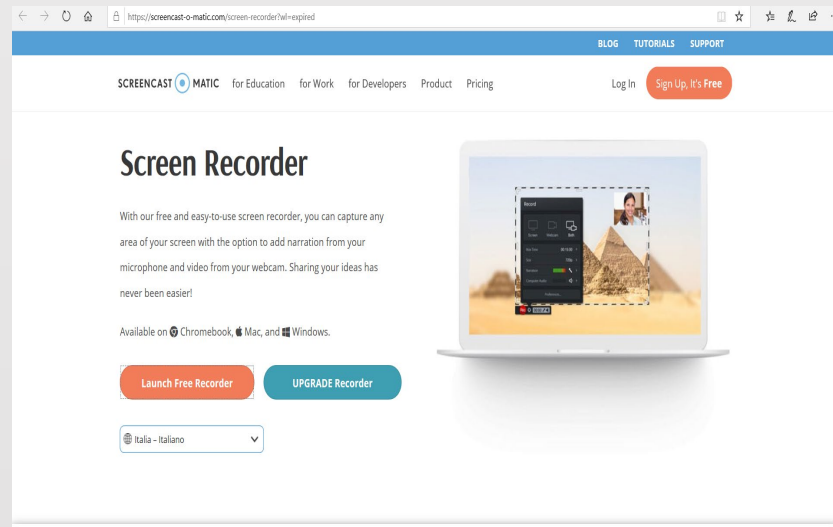 https://screencast-o-matic.com/screen-recorder?wl=expired
BLOG TUTORIALS SUPPORT
SCREENCAST O MATIC for Education for Work for Developers Product Pricing Log In Sign Up, It's Free
Screen Recorder
With our free and easy-to-use screen recorder, you can capture any
area of your screen with the option to add narration from your
microphone and video from your webcam. Sharing your ideas has
never been easier!
Available on Chromebook, Mac, and Windows.
Record
Screen Webcam Both
Launch Free Recorder UPGRADE Recorder
Italia - Italiano